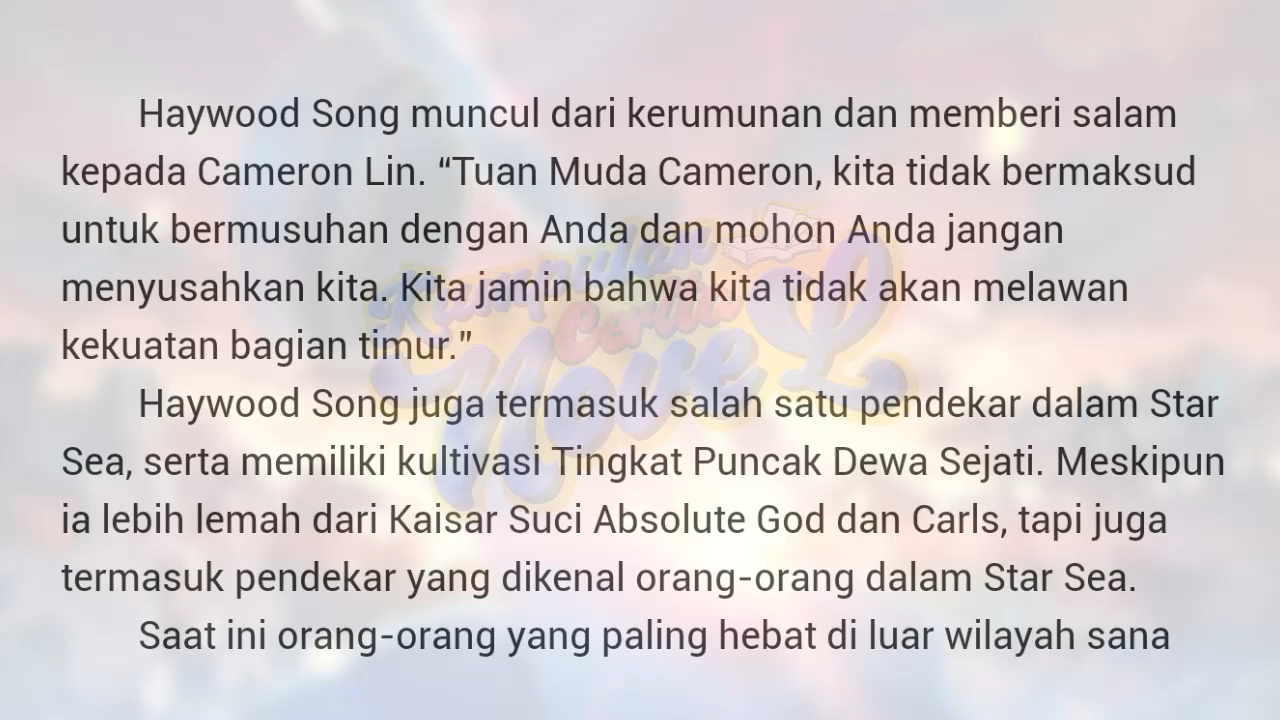 Haywood Song muncul dari kerumunan dan memberi salam
kepada Cameron Lin. “Tuan Muda Cameron, kita tidak bermaksud
untuk bermusuhan dengan Anda dan mohon Anda jangan
menyusahkan kita. Kita jamin bahwa kita tidak akan melawan
kekuatan bagian timur.”
Haywood Song juga termasuk salah satu pendekar dalam Star
Sea, serta memiliki kultivasi Tingkat Puncak Dewa Sejati. Meskipun
ia lebih lemah dari Kaisar Suci Absolute God dan Carls, tapi juga
termasuk pendekar yang dikenal orang-orang dalam Star Sea.
Saat ini orang-orang yang paling hebat di luar wilayah sana
Kumpulan
Cerita
Novel